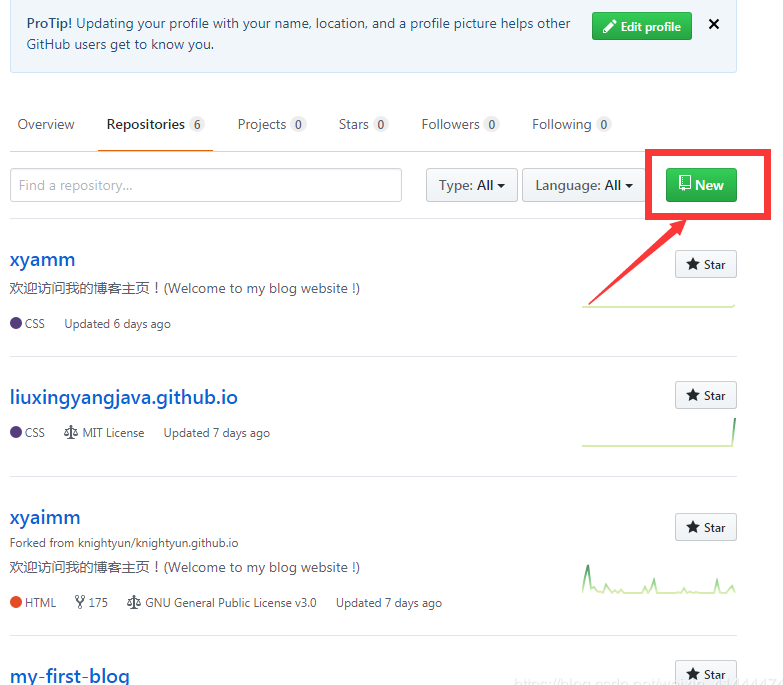 ProTip! Updating your profile with your name, location, and a profile picture helps other
GitHub users get to know you.
Edit profile
Overview Repositories 6 Projects 0 Stars 0 Followers 0 Following 0
Find a repository... Type: All Language: All New
xyamm
Star
欢迎访问我的博客主页！(Welcome to my blog website !)
CSS Updated 6 days ago
liuxingyangjava.github.io
Star
CSS MIT License Updated 7 days ago
xyaimm
Forked from knightyun/knightyun.github.io
Star
欢迎访问我的博客主页！(Welcome to my blog website !)
HTML 175 GNU General Public License v3.0 Updated 7 days ago
my-first-blog
Star